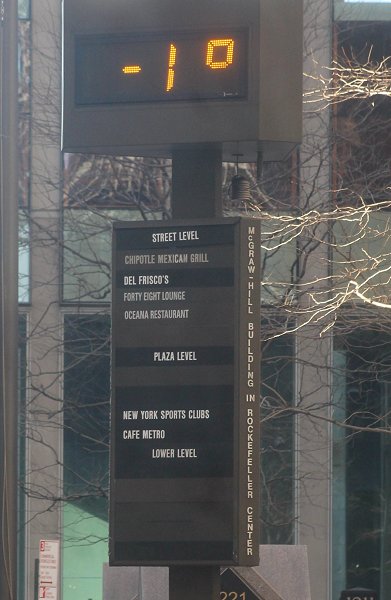 -1°
STREET LEVEL
CHIPOTLE MEXICAN GRILL
DEL FRISCO'S
FORTY EIGHT LOUNGE
OCEANA RESTAURANT
PLAZA LEVEL
NEW YORK SPORTS CLUBS
CAFE METRO
LOWER LEVEL
McGRAW-HILL BUILDING IN ROCKEFELLER CENTER
221